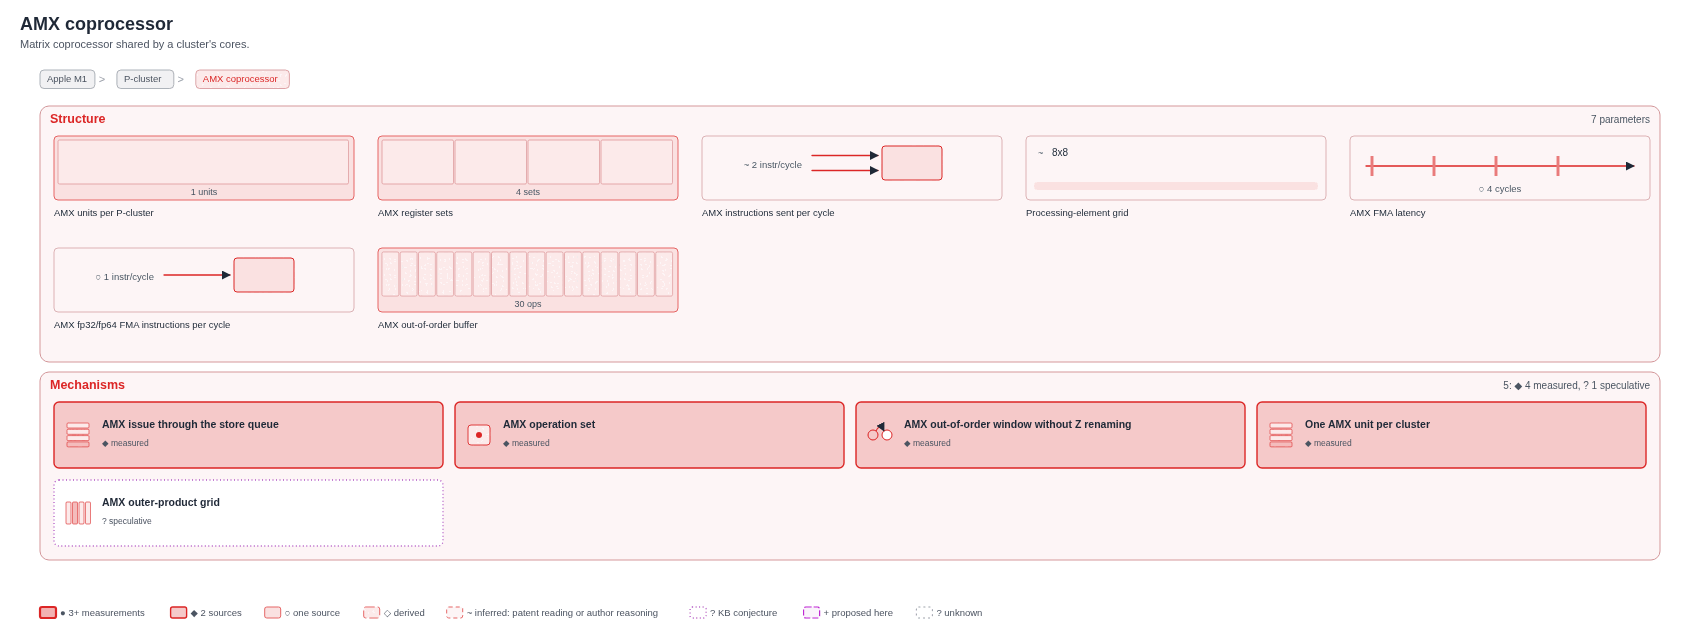 AMX coprocessor
Matrix coprocessor shared by a cluster's cores.
Apple M1 > P-cluster > AMX coprocessor
Structure
7 parameters
1 units
AMX units per P-cluster
4 sets
AMX register sets
~ 2 instr/cycle
AMX instructions sent per cycle
~ 8x8
Processing-element grid
○ 4 cycles
AMX FMA latency
○ 1 instr/cycle
AMX fp32/fp64 FMA instructions per cycle
30 ops
AMX out-of-order buffer
Mechanisms
5: ◆ 4 measured, ? 1 speculative
AMX issue through the store queue
◆ measured
AMX operation set
◆ measured
AMX out-of-order window without Z renaming
◆ measured
One AMX unit per cluster
◆ measured
AMX outer-product grid
? speculative
● 3+ measurements
◆ 2 sources
○ one source
◇ derived
~ inferred: patent reading or author reasoning
? KB conjecture
+ proposed here
? unknown